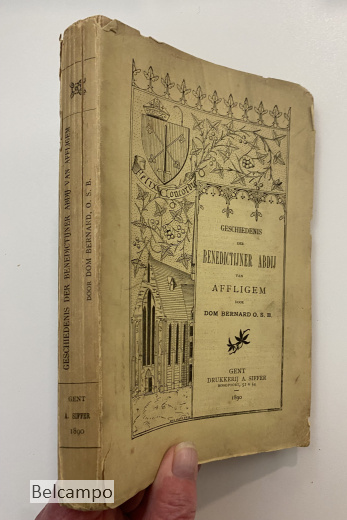 GESCHIEDENIS DER BENEDICTIJNER ABDIJ VAN AFFLIGEM
DOOR DOM BERNARD, O. S. B.
GENT
A. SIFFER
1890
Concordia
GESCHIEDENIS
DER
BENEDICTIJNER ABDIJ
VAN
AFFLIGEM
DOOR
DOM BERNARD O. S. B.
GENT
DRUKKERIJ A. SIFFER
1890
Belcampo